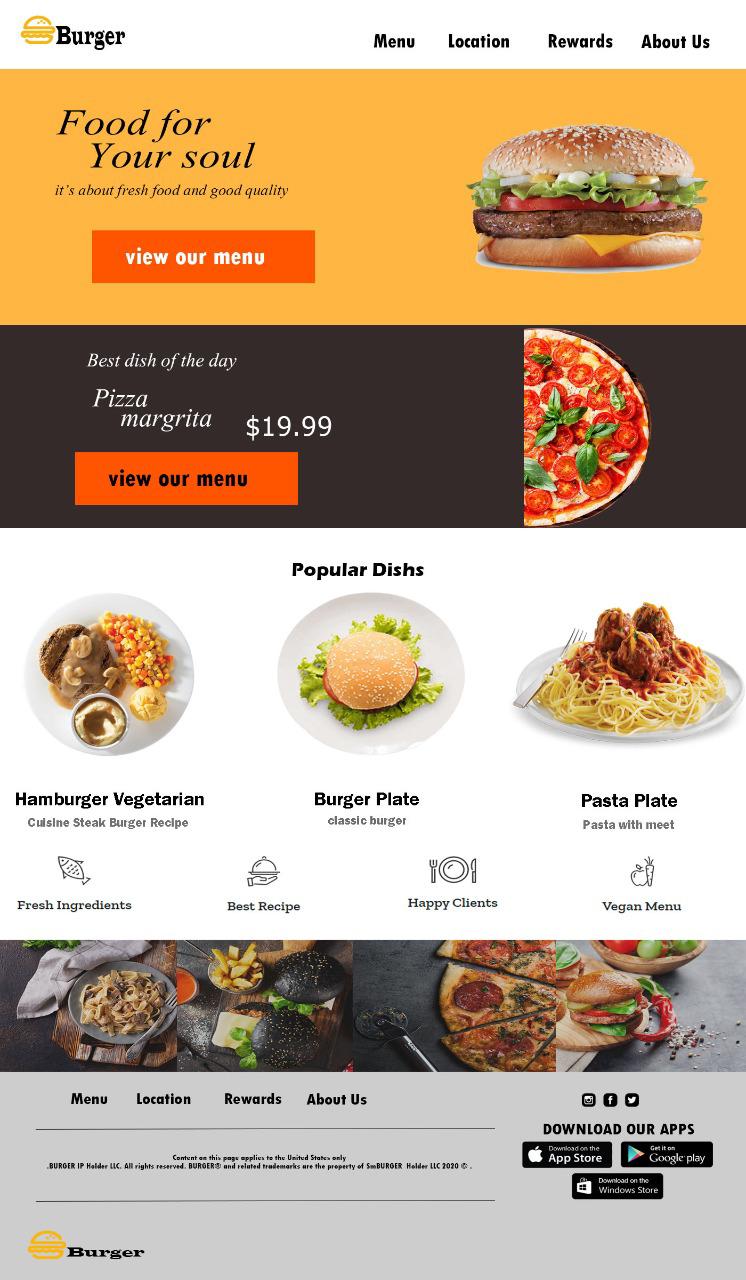 Burger
Menu Location Rewards About Us
Food for
Your soul
it's about fresh food and good quality
view our menu
Best dish of the day
Pizza
margrita $19.99
view our menu
Popular Dishs
Hamburger Vegetarian
Cuisine Steak Burger Recipe
Burger Plate
classic burger
Pasta Plate
Pasta with meet
Fresh Ingredients
Best Recipe
Happy Clients
Vegan Menu
Menu Location Rewards About Us
Content on this page applies to the United States only
.BURGER IP Holder LLC. All rights reserved. BURGER® and related trademarks are the property of SmBURGER Holder LLC 2020 © .
DOWNLOAD OUR APPS
Download on the
App Store
Get it on
Google play
Download on the
Windows Store
Burger